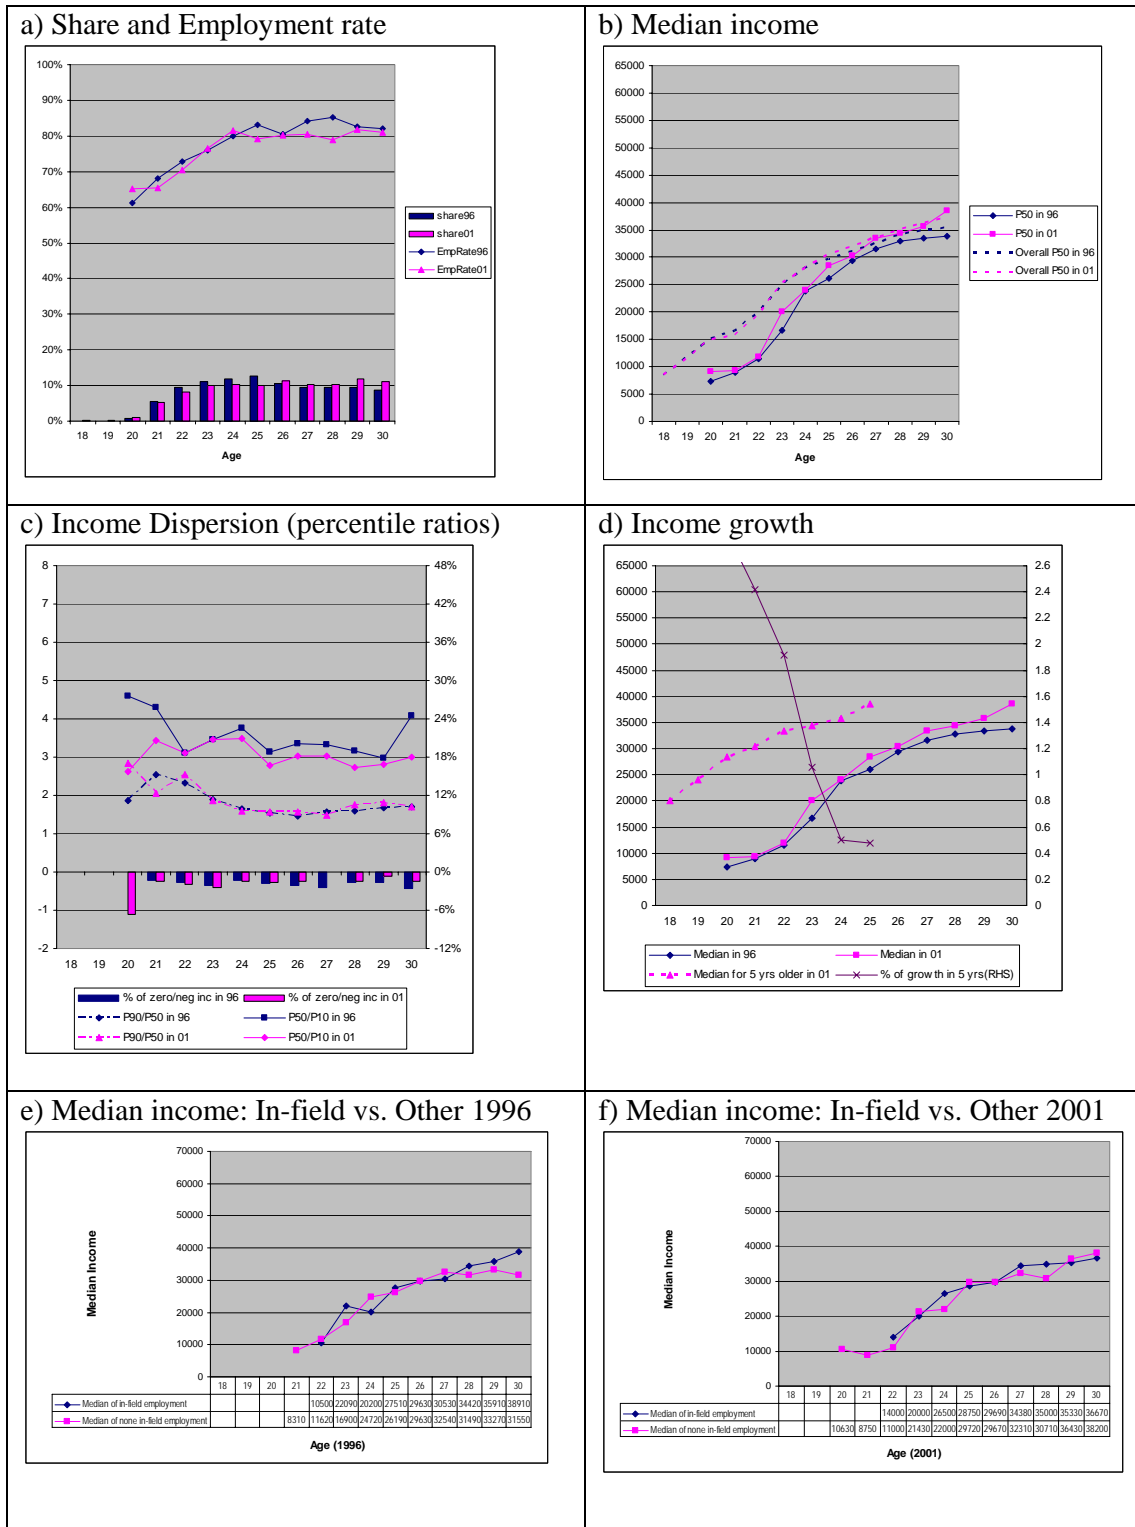 a) Share and Employment rate
100%
90%
80%
70%
60%
50%
40%
30%
20%
10%
0%
18 19 20 21 22 23 24 25 26 27 28 29 30
Age
share96
share01
EmpRate96
EmpRate01
b) Median income
65000
60000
55000
50000
45000
40000
35000
30000
25000
20000
15000
10000
5000
0
18 19 20 21 22 23 24 25 26 27 28 29 30
Age
P50 in 96
P50 in 01
Overall P50 in 96
Overall P50 in 01
c) Income Dispersion (percentile ratios)
8 48%
7 42%
6 36%
5 30%
4 24%
3 18%
2 12%
1 6%
0 0%
-1 -6%
-2 -12%
18 19 20 21 22 23 24 25 26 27 28 29 30
% of zero/neg inc in 96 % of zero/neg inc in 01
P90/P50 in 96 P50/P10 in 96
P90/P50 in 01 P50/P10 in 01
d) Income growth
65000 2.6
60000 2.4
55000 2.2
50000 2
45000 1.8
40000 1.6
35000 1.4
30000 1.2
25000 1
20000 0.8
15000 0.6
10000 0.4
5000 0.2
0 0
18 19 20 21 22 23 24 25 26 27 28 29 30
Median in 96 Median in 01
Median for 5 yrs older in 01 % of growth in 5 yrs(RHS)
e) Median income: In-field vs. Other 1996
Median Income
70000
60000
50000
40000
30000
20000
10000
0
18 19 20 21 22 23 24 25 26 27 28 29 30
Median of in-field employment 10500 22090 20200 27510 29630 30530 34420 35910 38910
Median of none in-field employment 8310 11620 16900 24720 26190 29630 32540 31490 33270 31550
Age (1996)
f) Median income: In-field vs. Other 2001
Median Income
70000
60000
50000
40000
30000
20000
10000
0
18 19 20 21 22 23 24 25 26 27 28 29 30
Median of in-field employment 14000 20000 26500 28750 29690 34380 35000 35330 36670
Median of none in-field employment 10630 8750 11000 21430 22000 29720 29670 32310 30710 36430 38200
Age (2001)